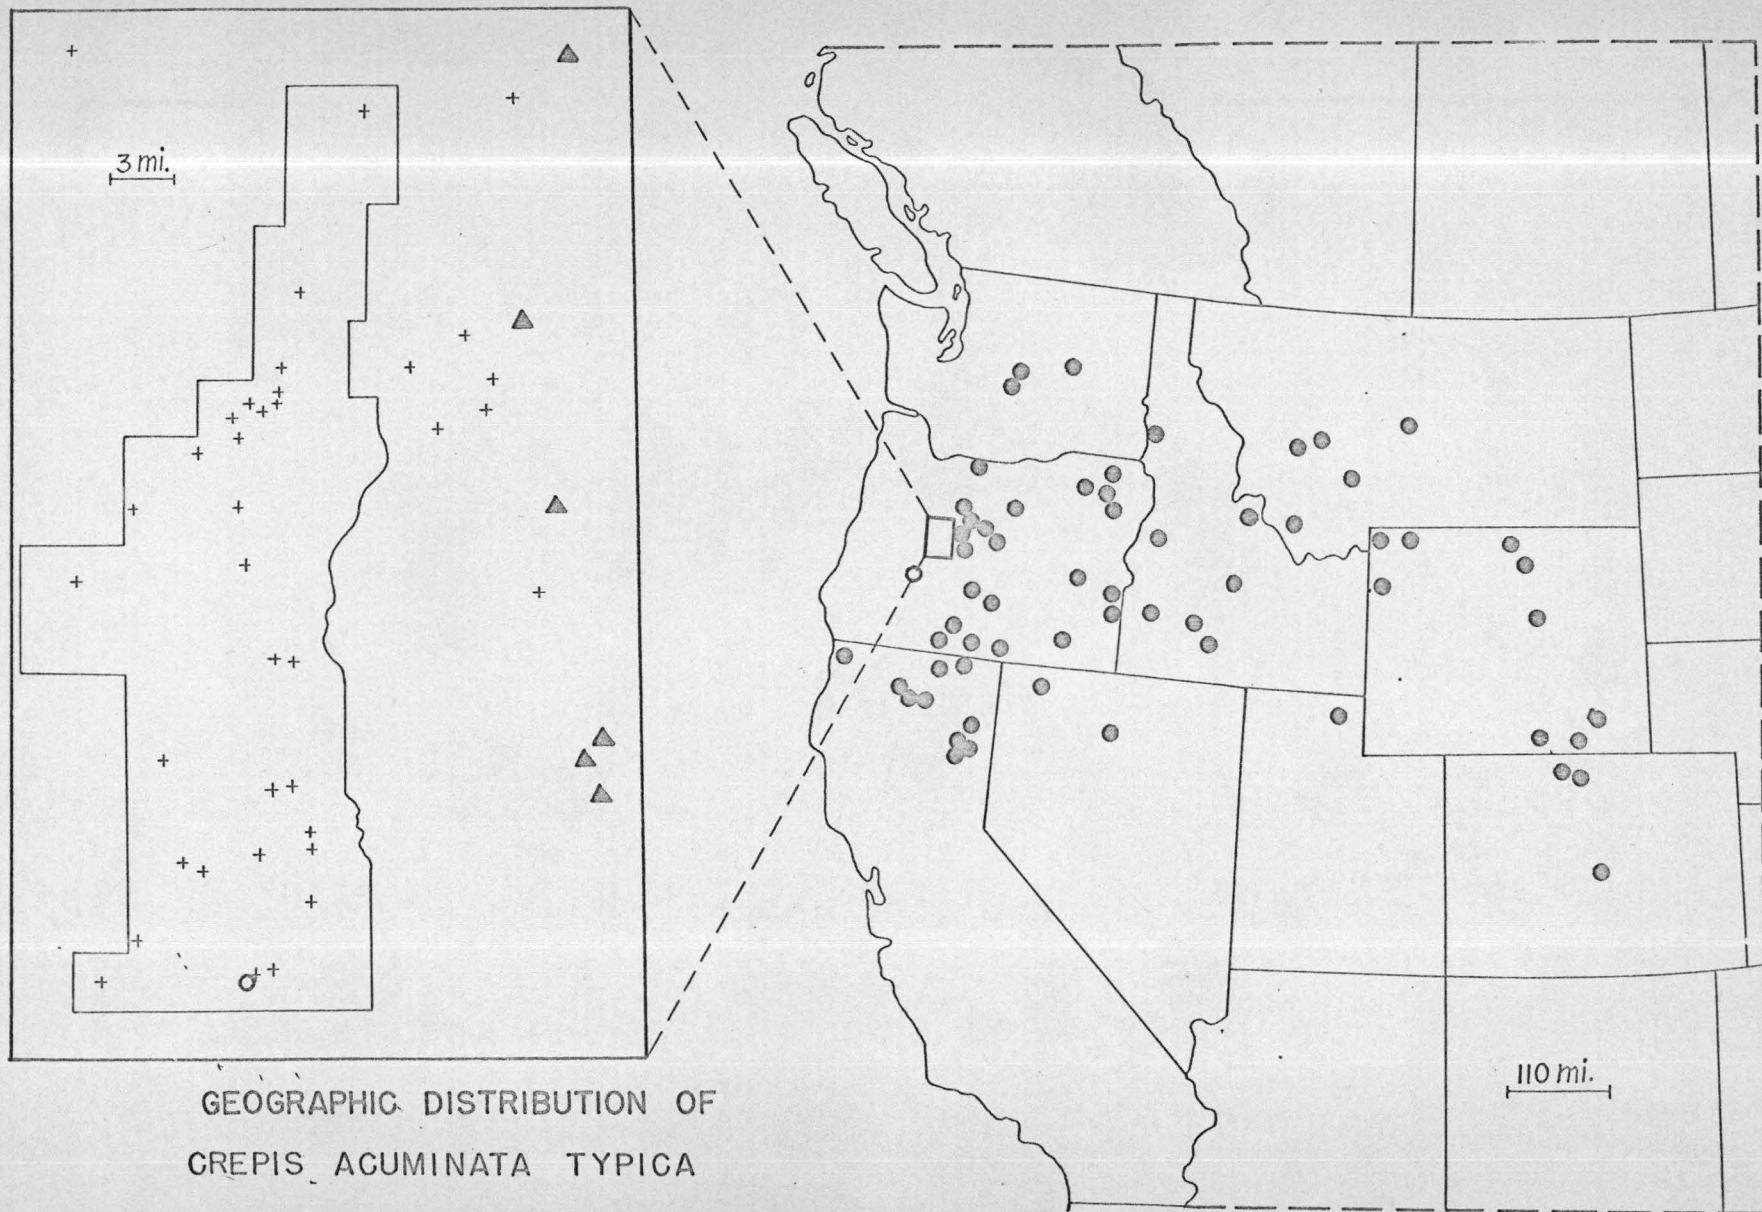 3 mi.
110 mi.
GEOGRAPHIC DISTRIBUTION OF
CREPIS ACUMINATA TYPICA